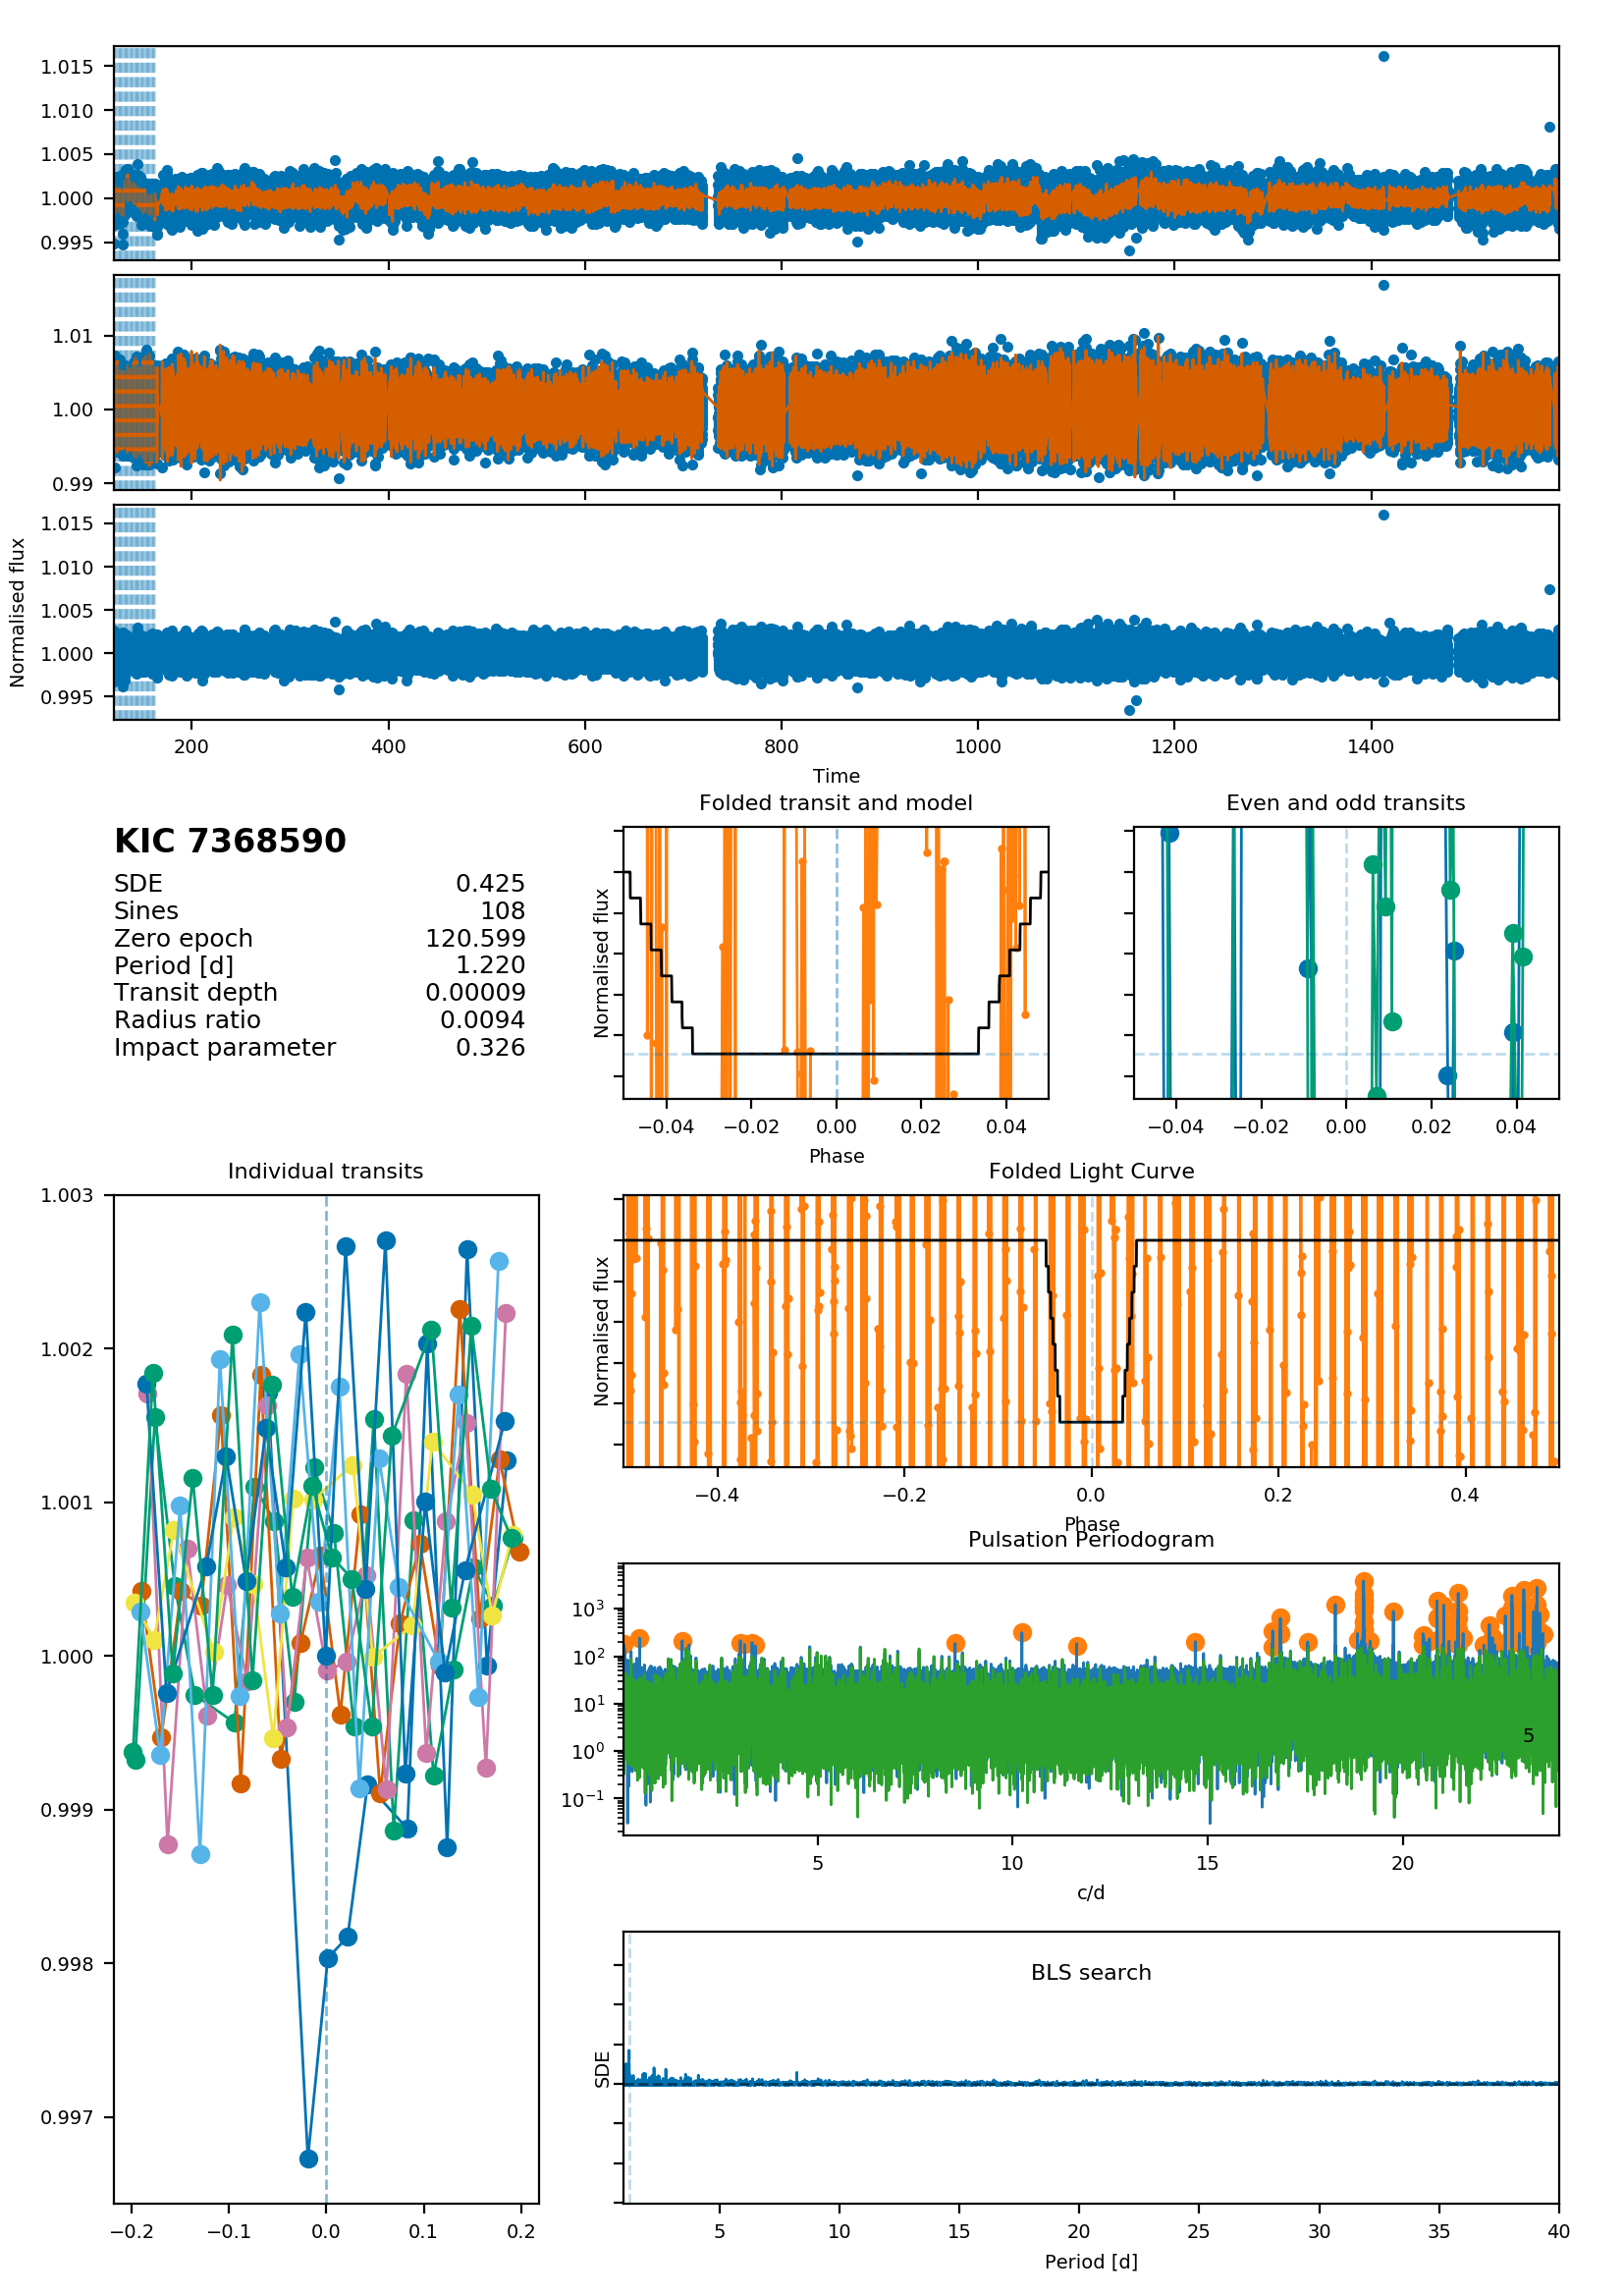 1.015
1.010
1.005
1.000
0.995
1.01
1.00
0.99
1.015
1.010
1.005
1.000
0.995
Normalised flux
200 400 600 800 1000 1200 1400
Time
KIC 7368590
SDE 0.425
Sines 108
Zero epoch 120.599
Period [d] 1.220
Transit depth 0.00009
Radius ratio 0.0094
Impact parameter 0.326
Folded transit and model
Normalised flux
−0.04 −0.02 0.00 0.02 0.04
Phase
Even and odd transits
−0.04 −0.02 0.00 0.02 0.04
Individual transits
1.003
1.002
1.001
1.000
0.999
0.998
0.997
−0.2 −0.1 0.0 0.1 0.2
Folded Light Curve
Normalised flux
−0.4 −0.2 0.0 0.2 0.4
Phase
Pulsation Periodogram
10³
10²
10¹
10⁰
10⁻¹
5
5 10 15 20
c/d
BLS search
SDE
5 10 15 20 25 30 35 40
Period [d]